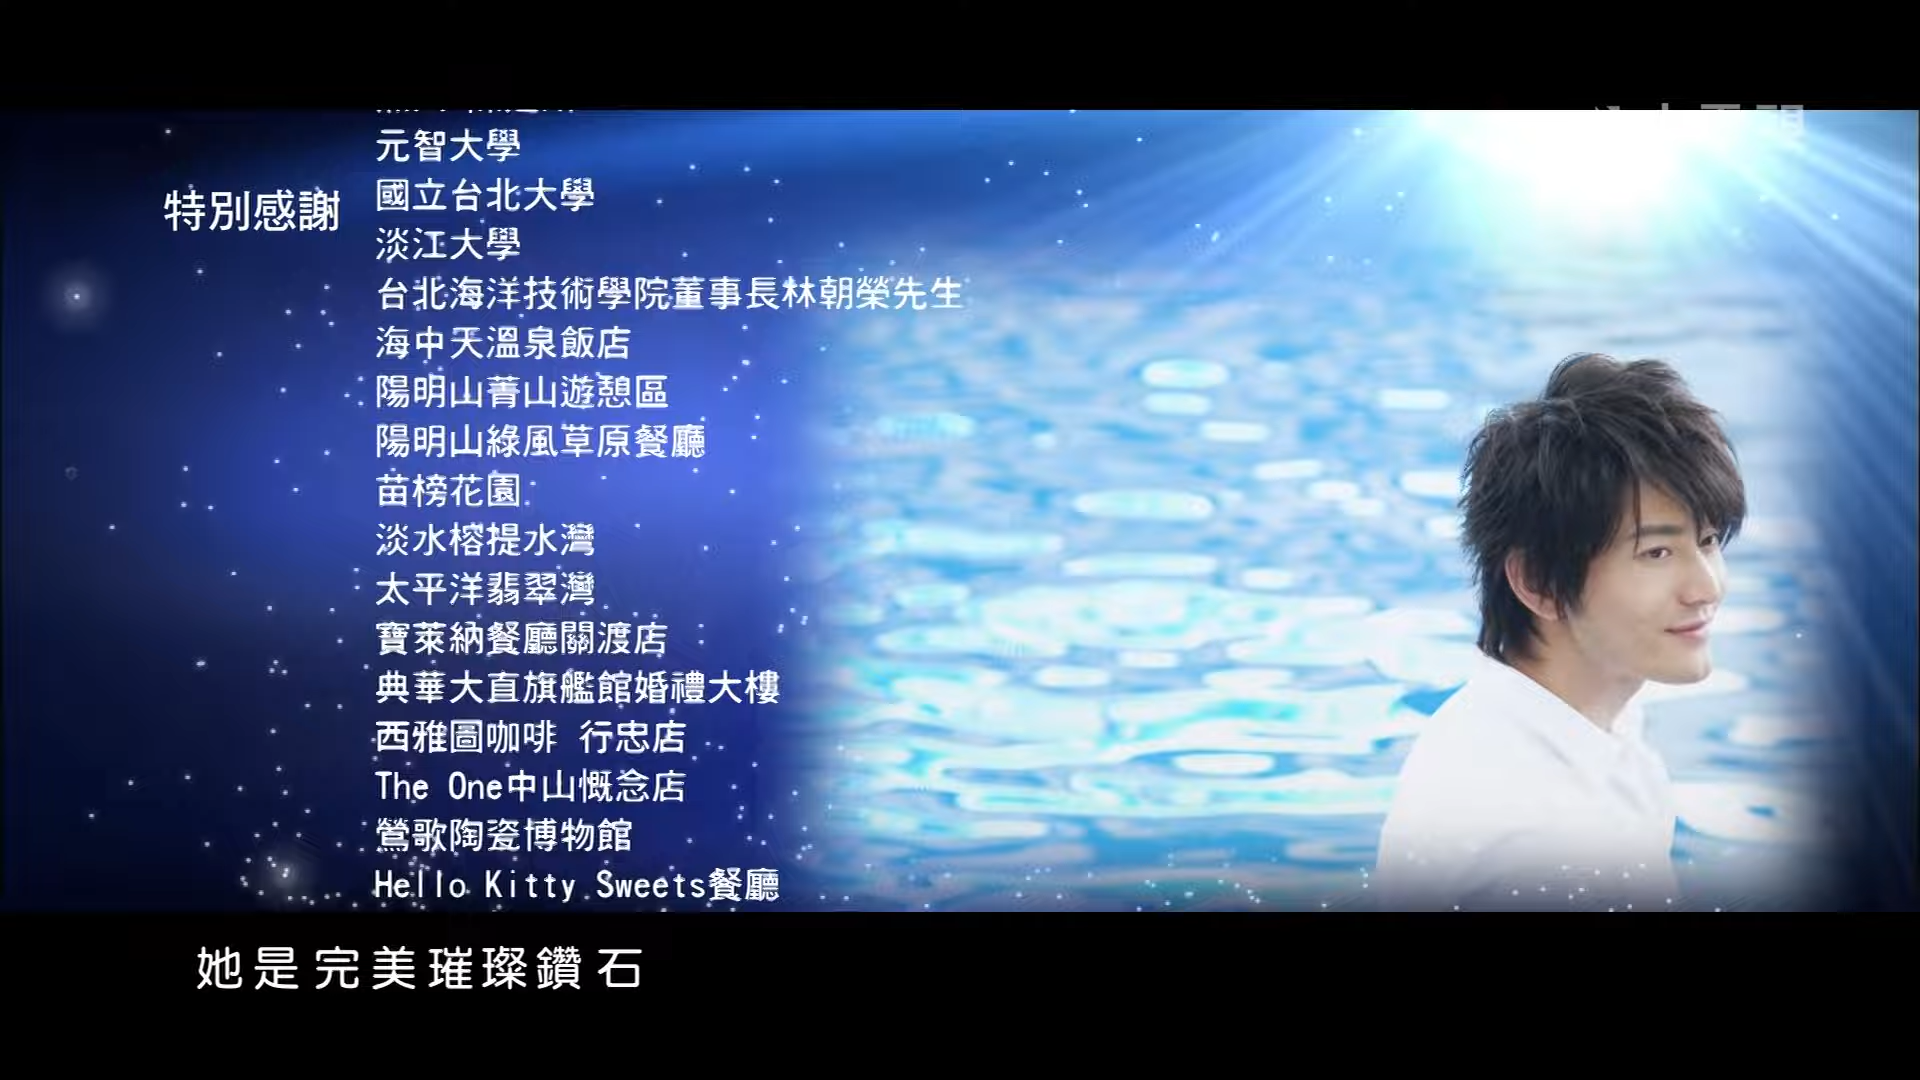 元智大學
特別感謝
國立台北大學
淡江大學
台北海洋技術學院董事長林朝榮先生
海中天溫泉飯店
陽明山菁山遊憩區
陽明山綠風草原餐廳
苗榜花園
淡水榕提水灣
太平洋翡翠灣
寶萊納餐廳關渡店
典華大直旗艦館婚禮大樓
西雅圖咖啡 行忠店
The One中山慨念店
鶯歌陶瓷博物館
Hello Kitty Sweets餐廳
她是完美璀璨鑽石